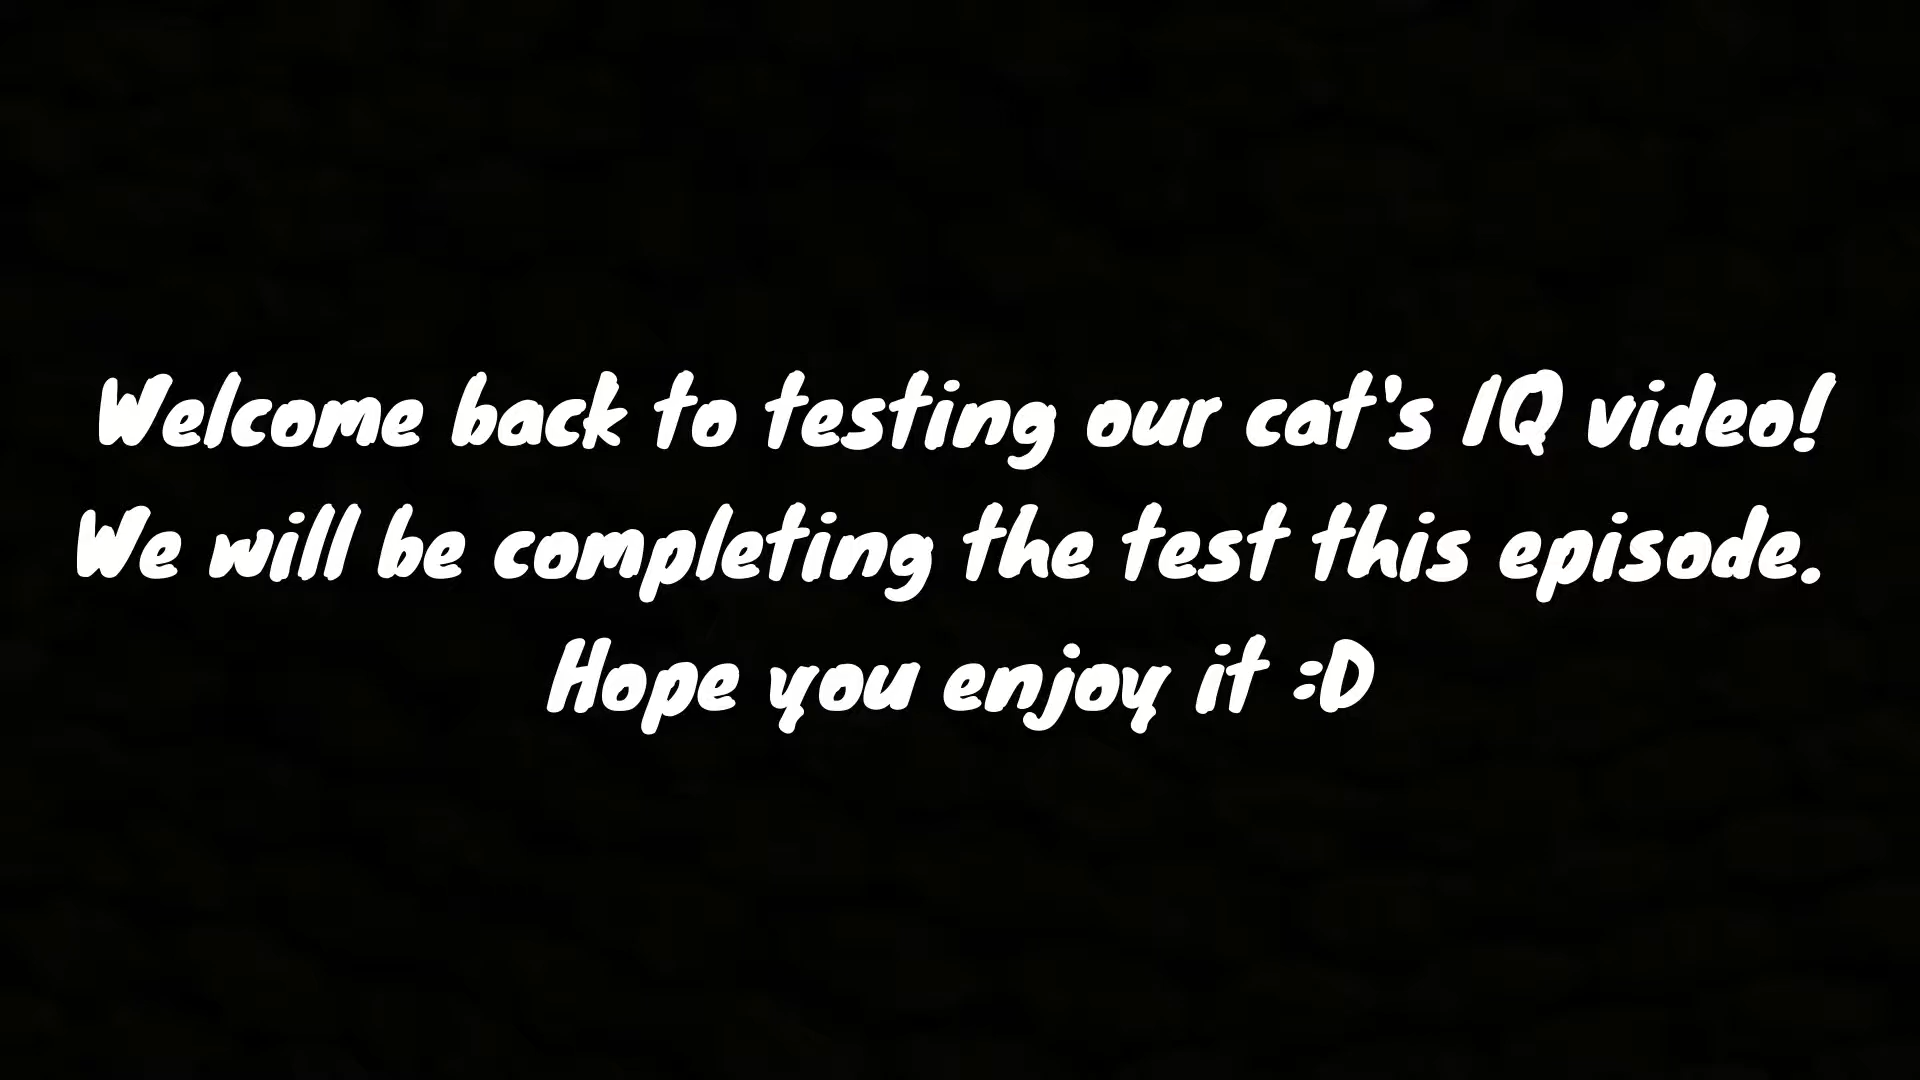 Welcome back to testing our cat's IQ video!
We will be completing the test this episode.
Hope you enjoy it :D